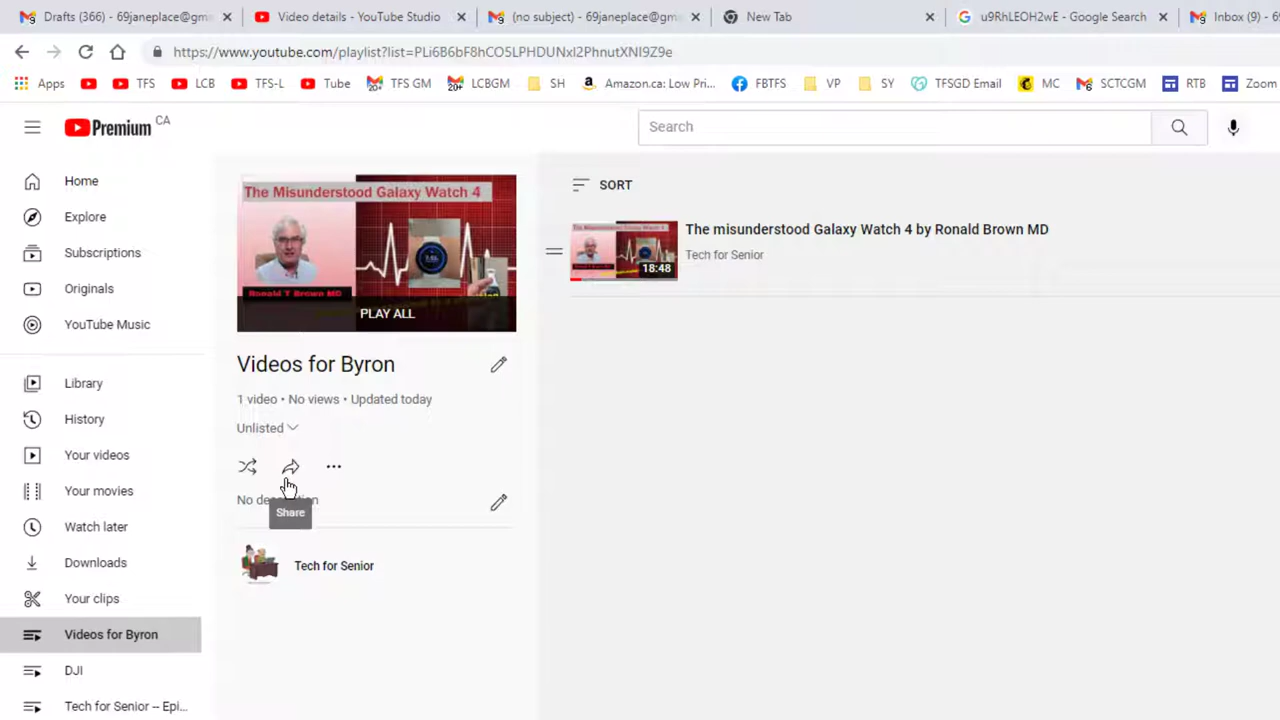 Drafts (366) - 69janeplace@gm
Video details - YouTube Studio
(no subject) - 69janeplace@gm
New Tab
u9RhLEOH2wE - Google Search
Inbox (9) - 6
https://www.youtube.com/playlist?list=PLi6B6bF8hCO5LPHDUNxI2PhnutXNI9Z9e
Apps TFS LCB TFS-L Tube TFS GM LCBGM SH Amazon.ca: Low Pri... FBTFS VP SY TFSGD Email MC SCTCGM RTB Zoom
Premium CA
Search
Home
Explore
Subscriptions
Originals
YouTube Music
Library
History
Your videos
Your movies
Watch later
Downloads
Your clips
Videos for Byron
DJI
Tech for Senior -- Epi...
The Misunderstood Galaxy Watch 4
Ronald T Brown MD
PLAY ALL
Videos for Byron
1 video • No views • Updated today
Unlisted
No description
Share
Tech for Senior
SORT
The Misunderstood Galaxy Watch 4
18:48
The misunderstood Galaxy Watch 4 by Ronald Brown MD
Tech for Senior